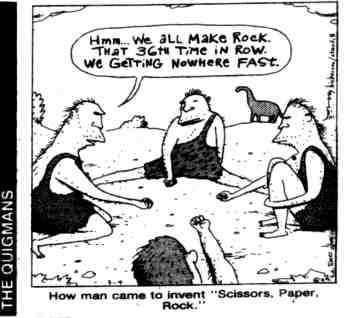 Hmm... We all Make Rock.
That 36th Time in Row.
We Getting Nowhere Fast.
THE QUIGMANS
How man came to invent "Scissors, Paper,
Rock."